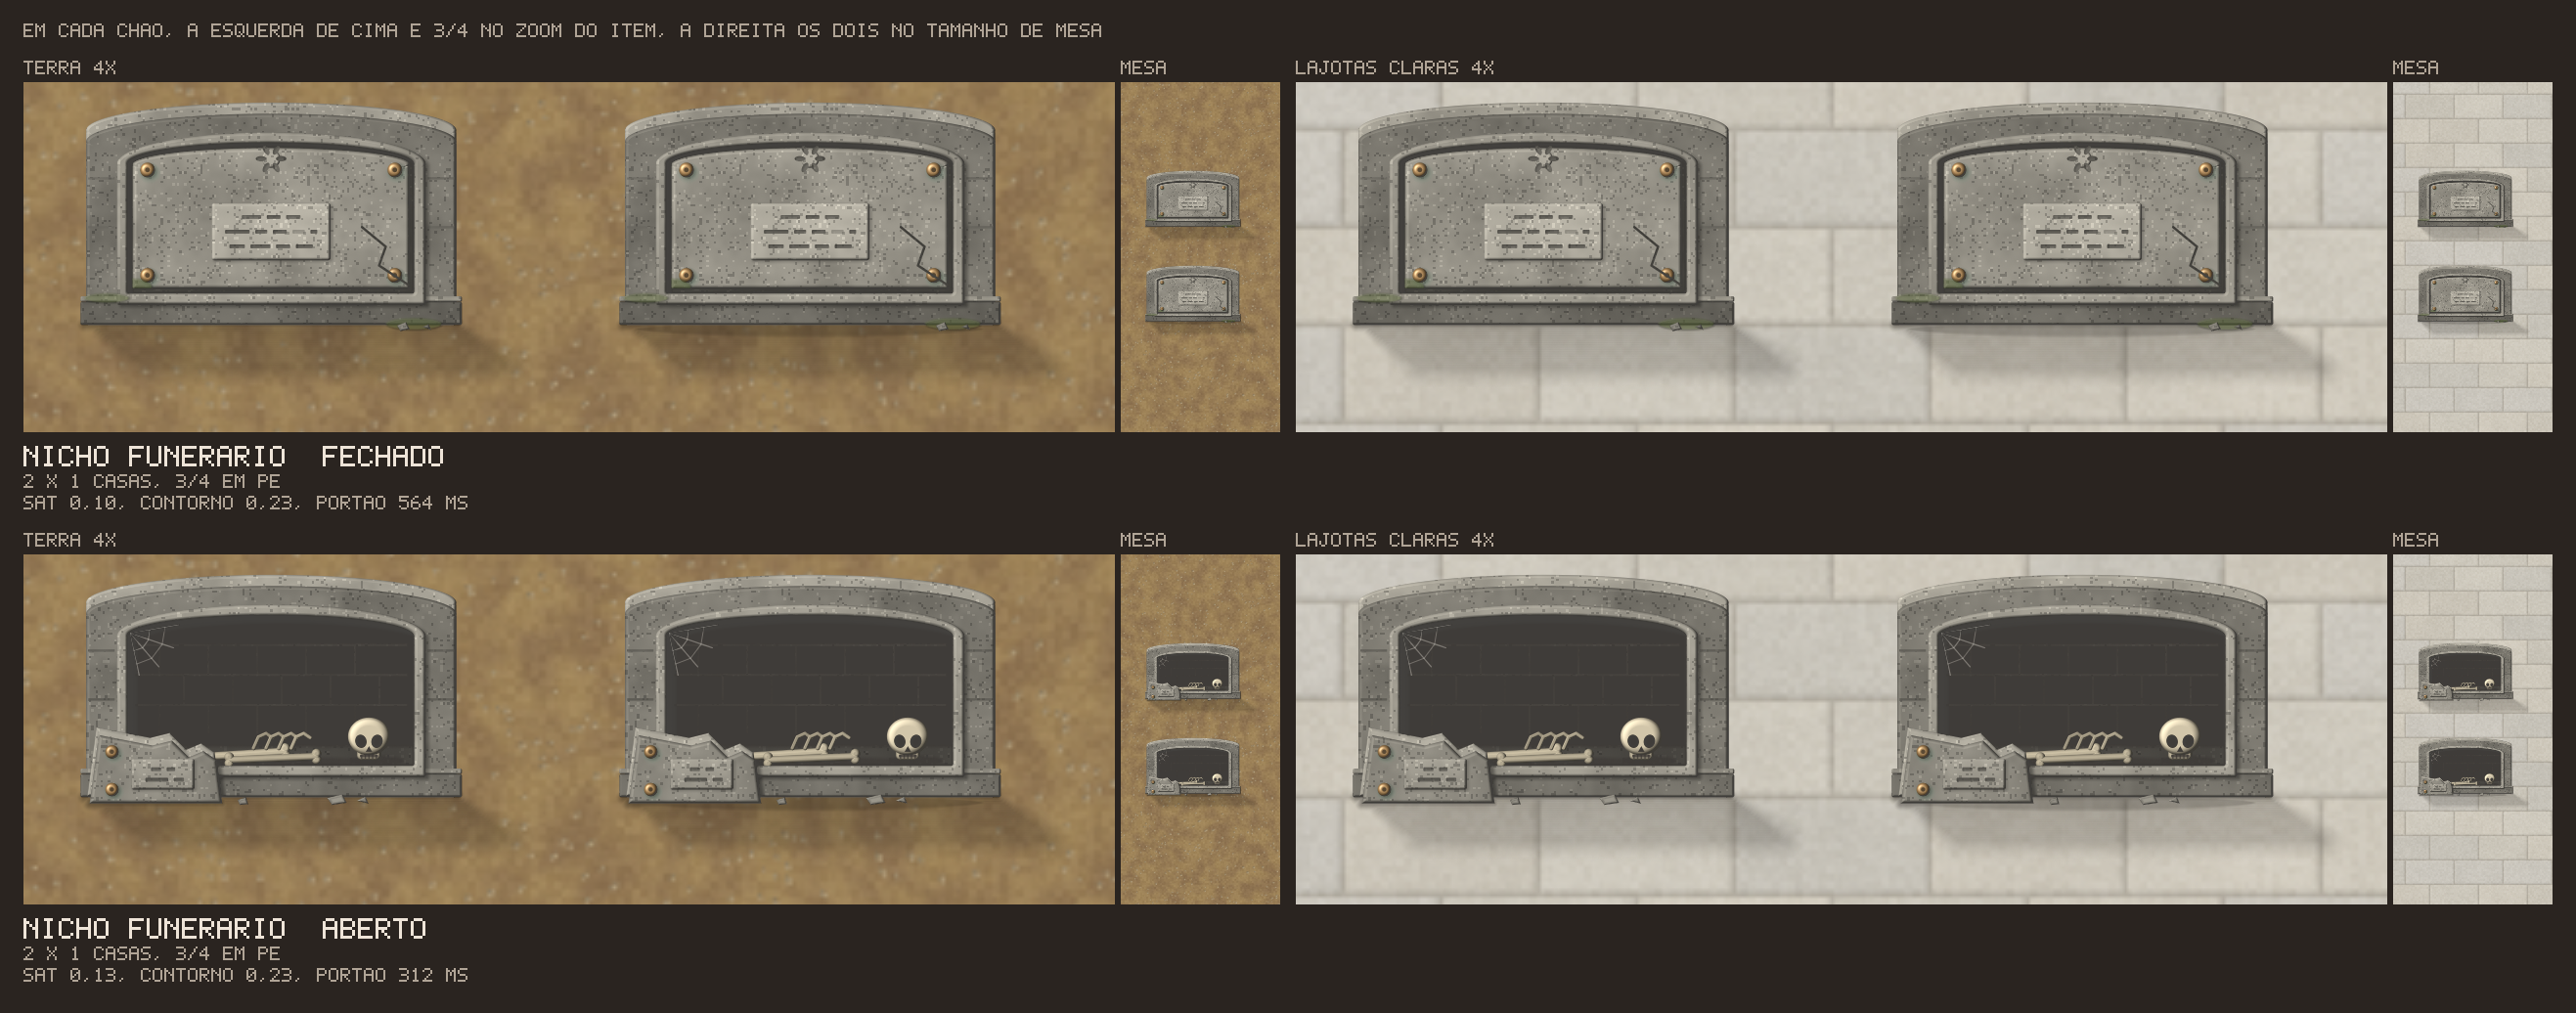 EM CADA CHAO, A ESQUERDA DE CIMA E 3/4 NO ZOOM DO ITEM, A DIREITA OS DOIS NO TAMANHO DE MESA
TERRA 4X
MESA
LAJOTAS CLARAS 4X
MESA
NICHO FUNERARIO  FECHADO
2 X 1 CASAS, 3/4 EM PE
SAT 0,10, CONTORNO 0,23, PORTAO 564 MS
TERRA 4X
MESA
LAJOTAS CLARAS 4X
MESA
NICHO FUNERARIO  ABERTO
2 X 1 CASAS, 3/4 EM PE
SAT 0,13, CONTORNO 0,23, PORTAO 312 MS